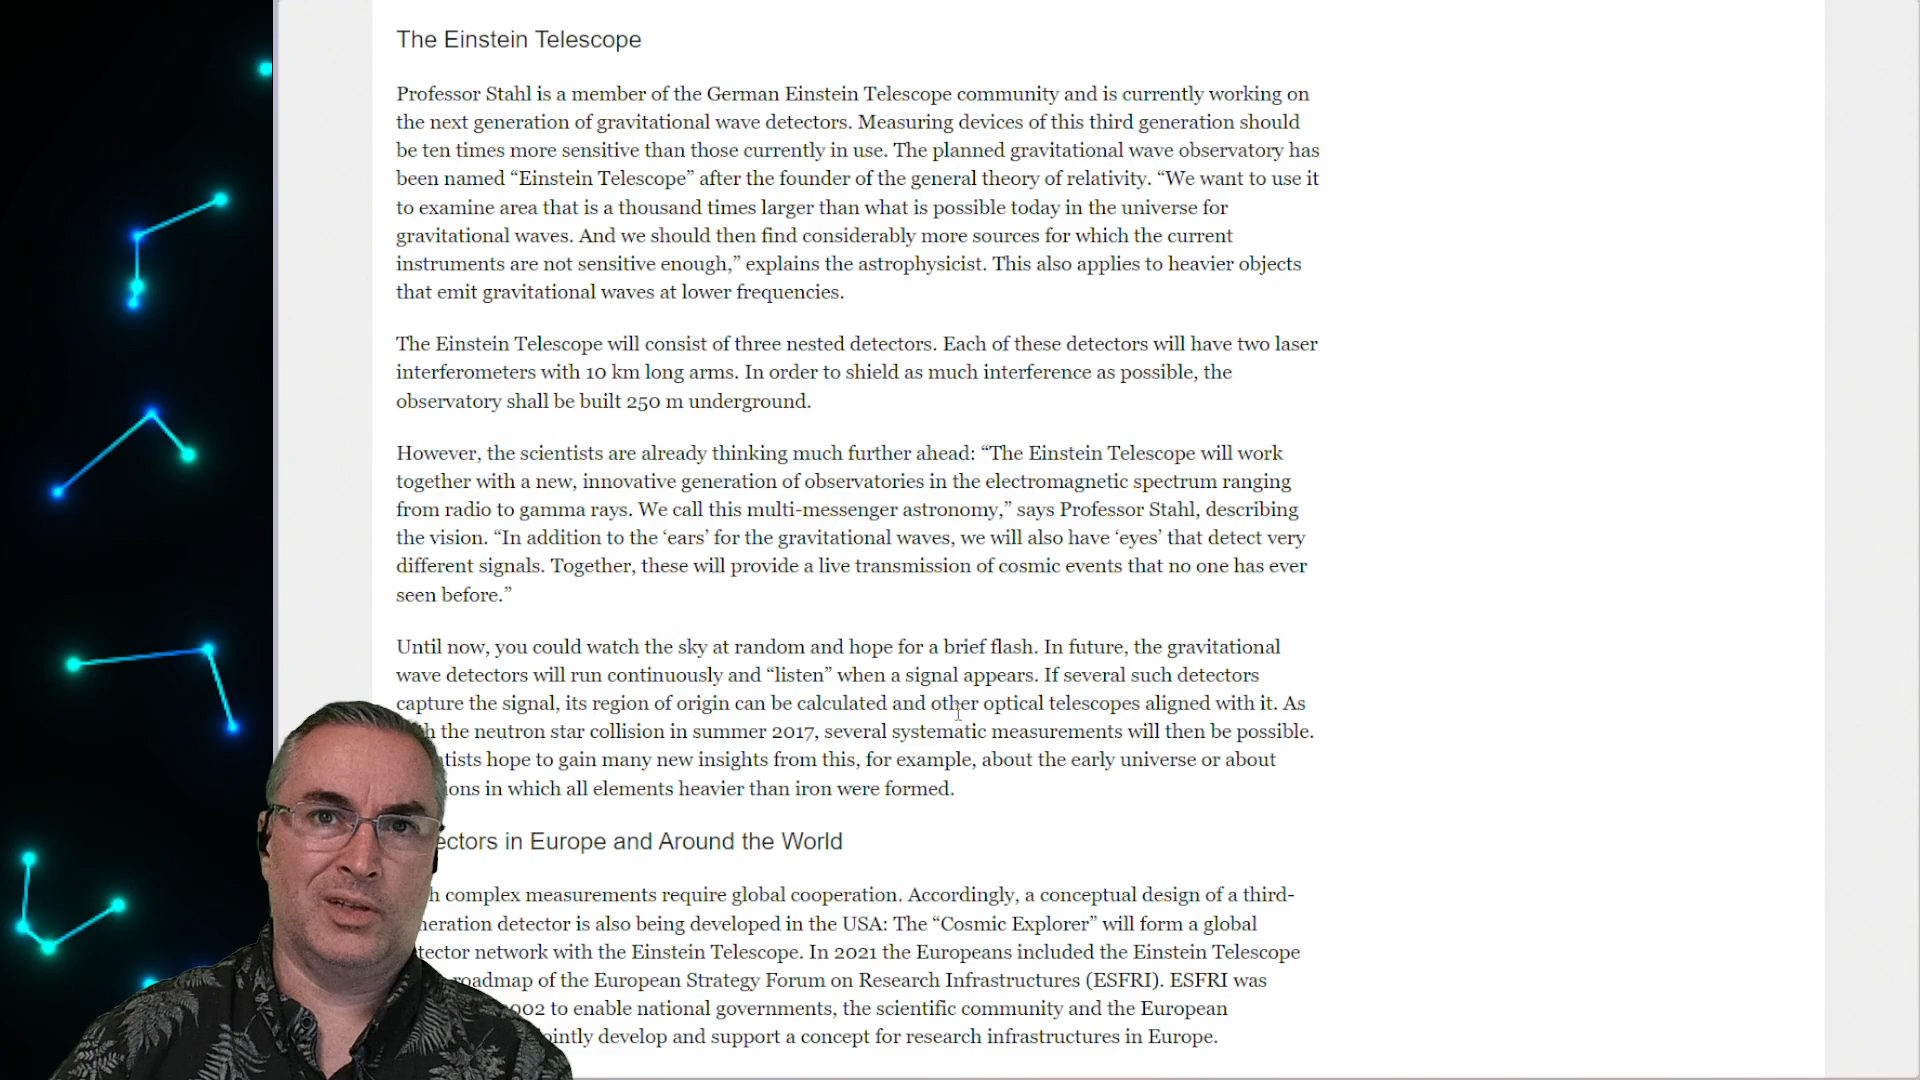 The Einstein Telescope
Professor Stahl is a member of the German Einstein Telescope community and is currently working on
the next generation of gravitational wave detectors. Measuring devices of this third generation should
be ten times more sensitive than those currently in use. The planned gravitational wave observatory has
been named “Einstein Telescope” after the founder of the general theory of relativity. “We want to use it
to examine area that is a thousand times larger than what is possible today in the universe for
gravitational waves. And we should then find considerably more sources for which the current
instruments are not sensitive enough,” explains the astrophysicist. This also applies to heavier objects
that emit gravitational waves at lower frequencies.
The Einstein Telescope will consist of three nested detectors. Each of these detectors will have two laser
interferometers with 10 km long arms. In order to shield as much interference as possible, the
observatory shall be built 250 m underground.
However, the scientists are already thinking much further ahead: “The Einstein Telescope will work
together with a new, innovative generation of observatories in the electromagnetic spectrum ranging
from radio to gamma rays. We call this multi-messenger astronomy,” says Professor Stahl, describing
the vision. “In addition to the ‘ears’ for the gravitational waves, we will also have ‘eyes’ that detect very
different signals. Together, these will provide a live transmission of cosmic events that no one has ever
seen before.”
Until now, you could watch the sky at random and hope for a brief flash. In future, the gravitational
wave detectors will run continuously and “listen” when a signal appears. If several such detectors
capture the signal, its region of origin can be calculated and other optical telescopes aligned with it. As
the neutron star collision in summer 2017, several systematic measurements will then be possible.
hope to gain many new insights from this, for example, about the early universe or about
in which all elements heavier than iron were formed.
in Europe and Around the World
complex measurements require global cooperation. Accordingly, a conceptual design of a third-
detector is also being developed in the USA: The “Cosmic Explorer” will form a global
network with the Einstein Telescope. In 2021 the Europeans included the Einstein Telescope
roadmap of the European Strategy Forum on Research Infrastructures (ESFRI). ESFRI was
to enable national governments, the scientific community and the European
develop and support a concept for research infrastructures in Europe.